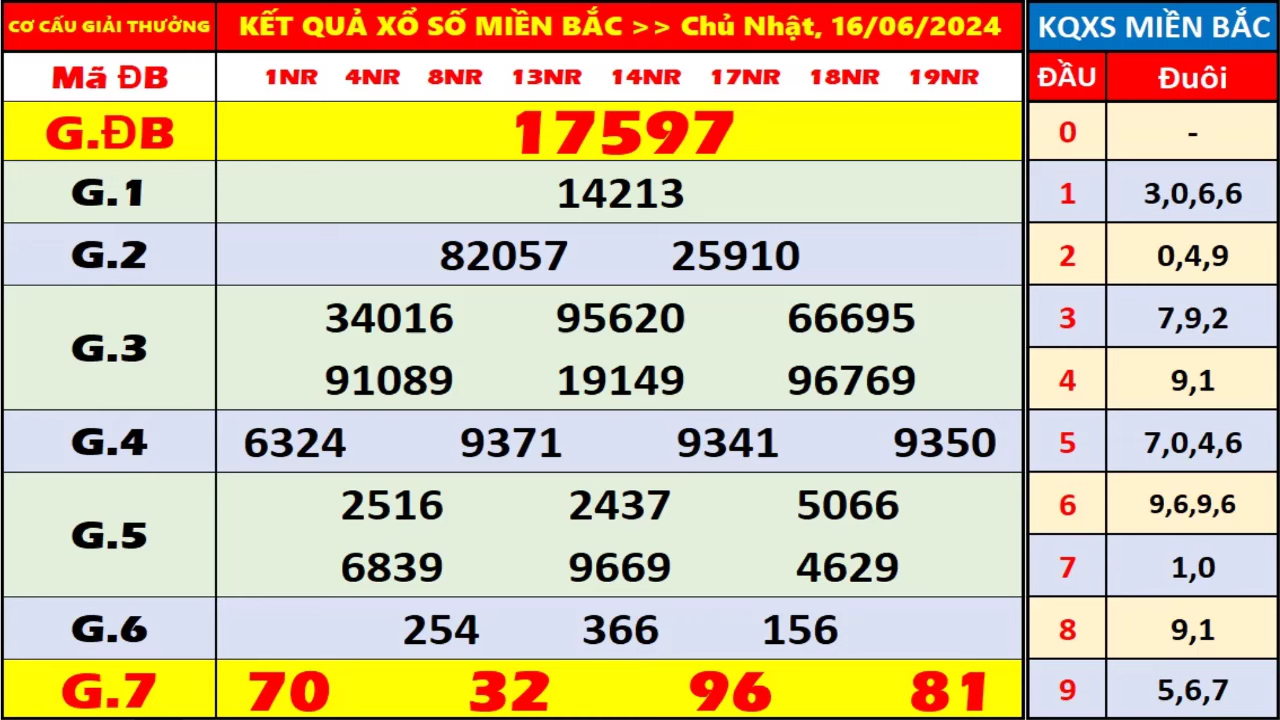 CƠ CẤU GIẢI THƯỞNG KẾT QUẢ XỔ SỐ MIỀN BẮC >> Chủ Nhật, 16/06/2024 KQXS MIỀN BẮC
Mã ĐB 1NR 4NR 8NR 13NR 14NR 17NR 18NR 19NR ĐẦU Đuôi
G.ĐB 17597 0 -
G.1 14213 1 3,0,6,6
G.2 82057 25910 2 0,4,9
34016 95620 66695 3 7,9,2
G.3
91089 19149 96769 4 9,1
G.4 6324 9371 9341 9350 5 7,0,4,6
2516 2437 5066 6 9,6,9,6
G.5
6839 9669 4629 7 1,0
G.6 254 366 156 8 9,1
G.7 70 32 96 81 9 5,6,7